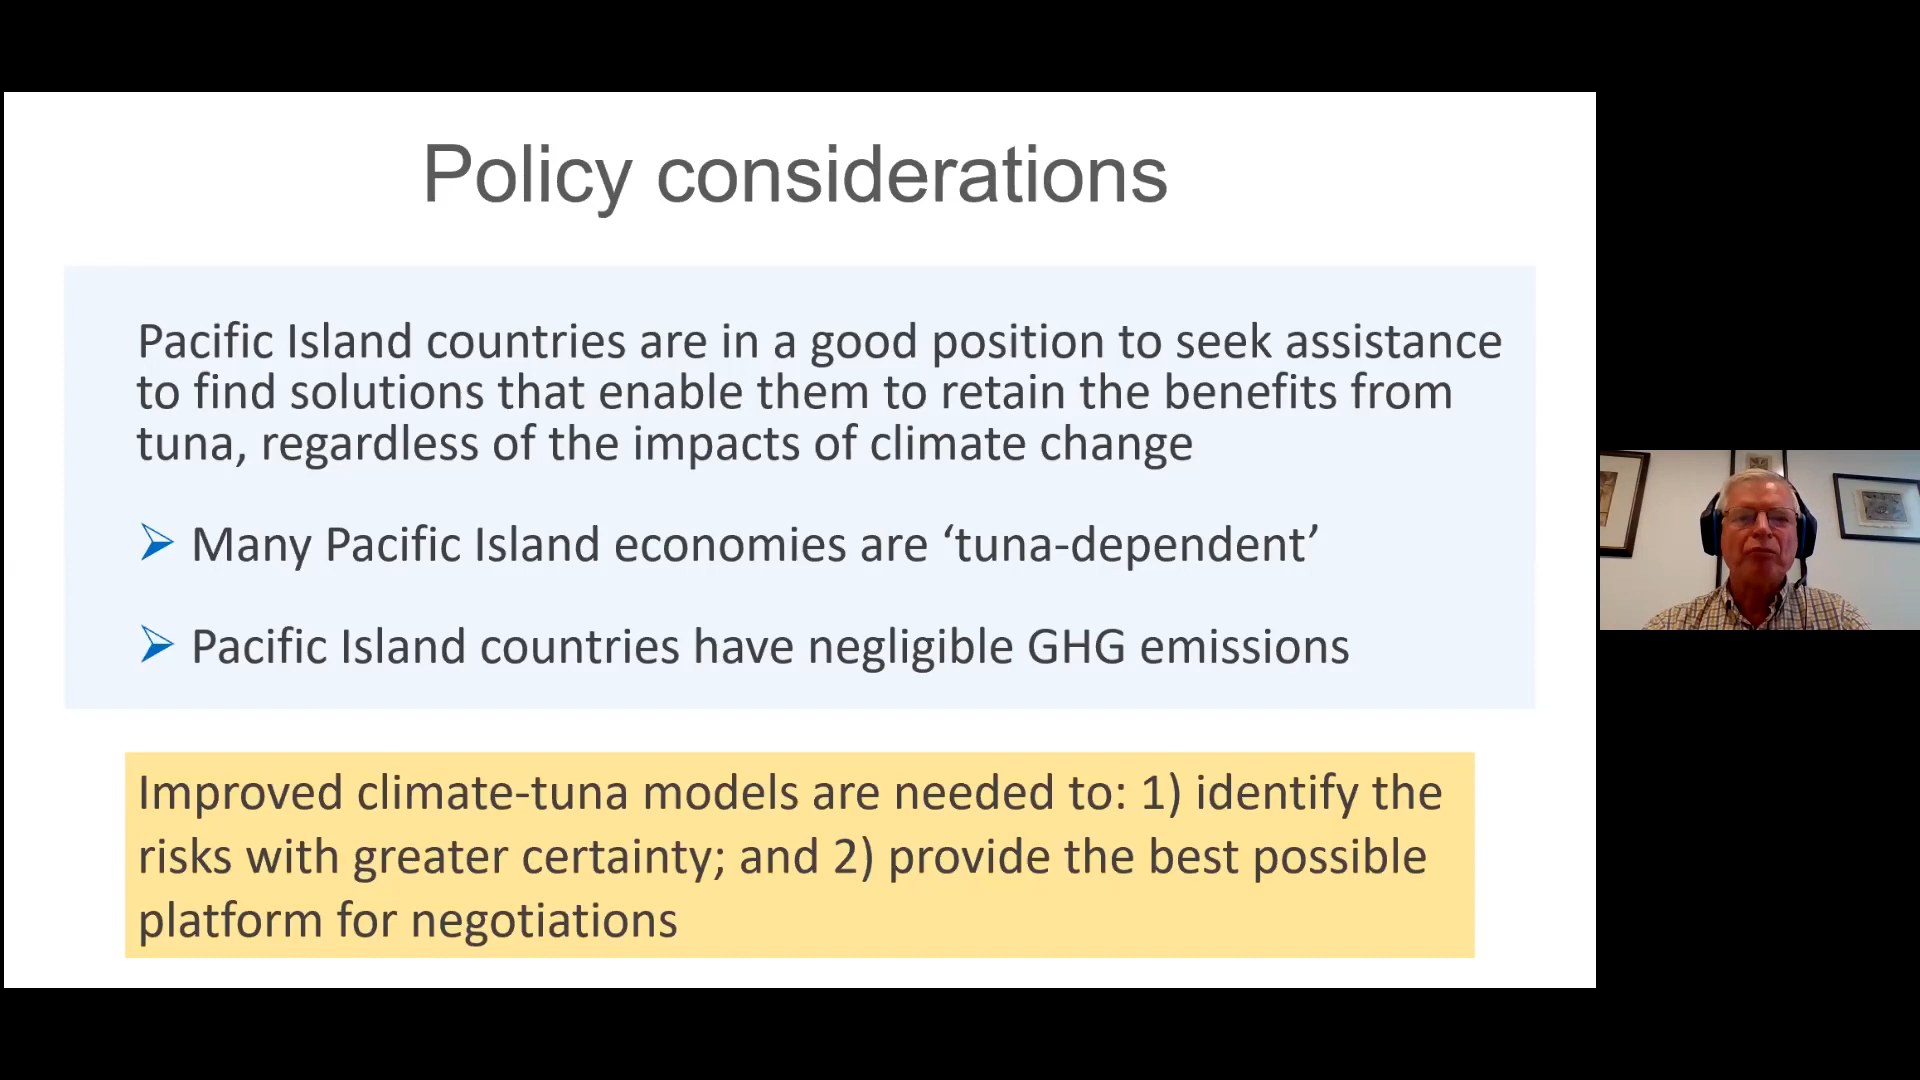 Policy considerations
Pacific Island countries are in a good position to seek assistance
to find solutions that enable them to retain the benefits from
tuna, regardless of the impacts of climate change
Many Pacific Island economies are ‘tuna-dependent’
Pacific Island countries have negligible GHG emissions
Improved climate-tuna models are needed to: 1) identify the
risks with greater certainty; and 2) provide the best possible
platform for negotiations